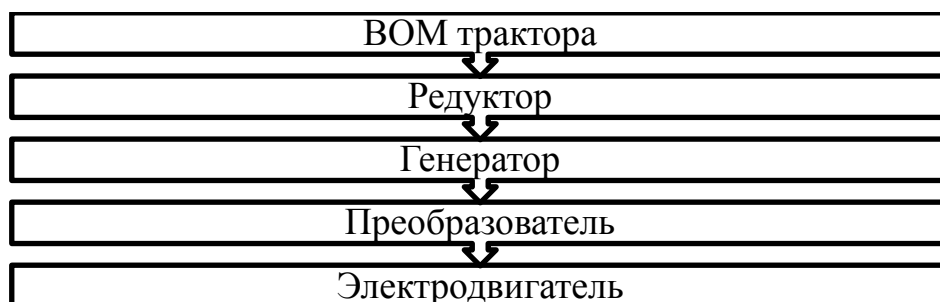 ВОМ трактора
Редуктор
Генератор
Преобразователь
Электродвигатель